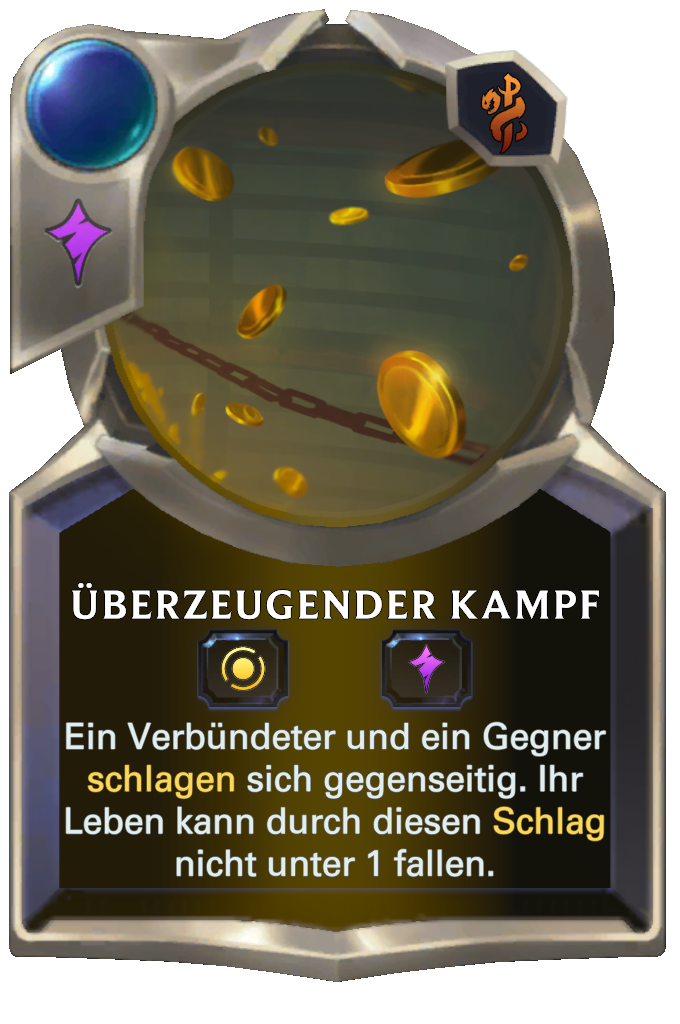 ÜBERZEUGENDER KAMPF
Ein Verbündeter und ein Gegner
schlagen sich gegenseitig. Ihr
Leben kann durch diesen Schlag
nicht unter 1 fallen.